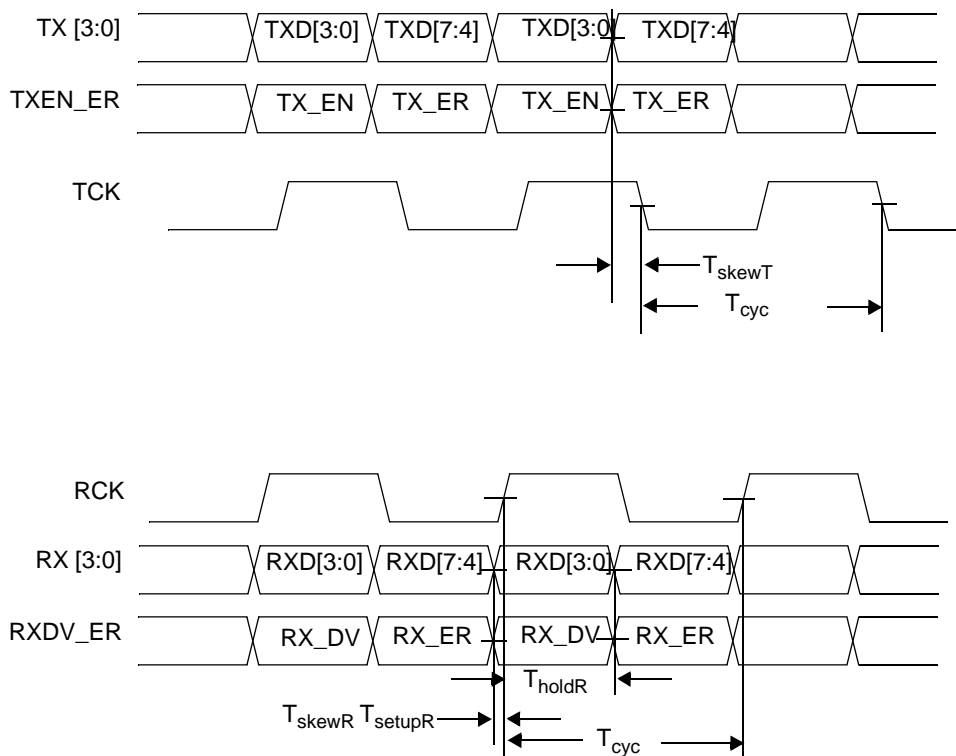 TX [3:0] TXD[3:0] TXD[7:4] TXD[3:0] TXD[7:4]
TXEN_ER TX_EN TX_ER TX_EN TX_ER
TCK
TskewT
Tcyc
RCK
RX [3:0] RXD[3:0] RXD[7:4] RXD[3:0] RXD[7:4]
RXDV_ER RX_DV RX_ER RX_DV RX_ER
TholdR
TskewR TsetupR
Tcyc